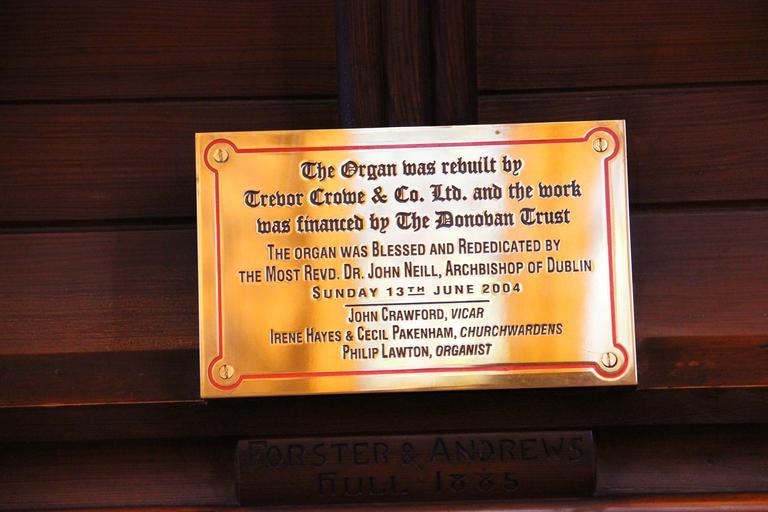 The Organ was rebuilt by
Trevor Crowe & Co. Ltd. and the work
was financed by The Donovan Trust
THE ORGAN WAS BLESSED AND REDEDICATED BY
THE MOST REVD. DR. JOHN NEILL, ARCHBISHOP OF DUBLIN
SUNDAY 13TH JUNE 2004
JOHN CRAWFORD, VICAR
IRENE HAYES & CECIL PAKENHAM, CHURCHWARDENS
PHILIP LAWTON, ORGANIST
FORSTER & ANDREWS
HULL - 1885